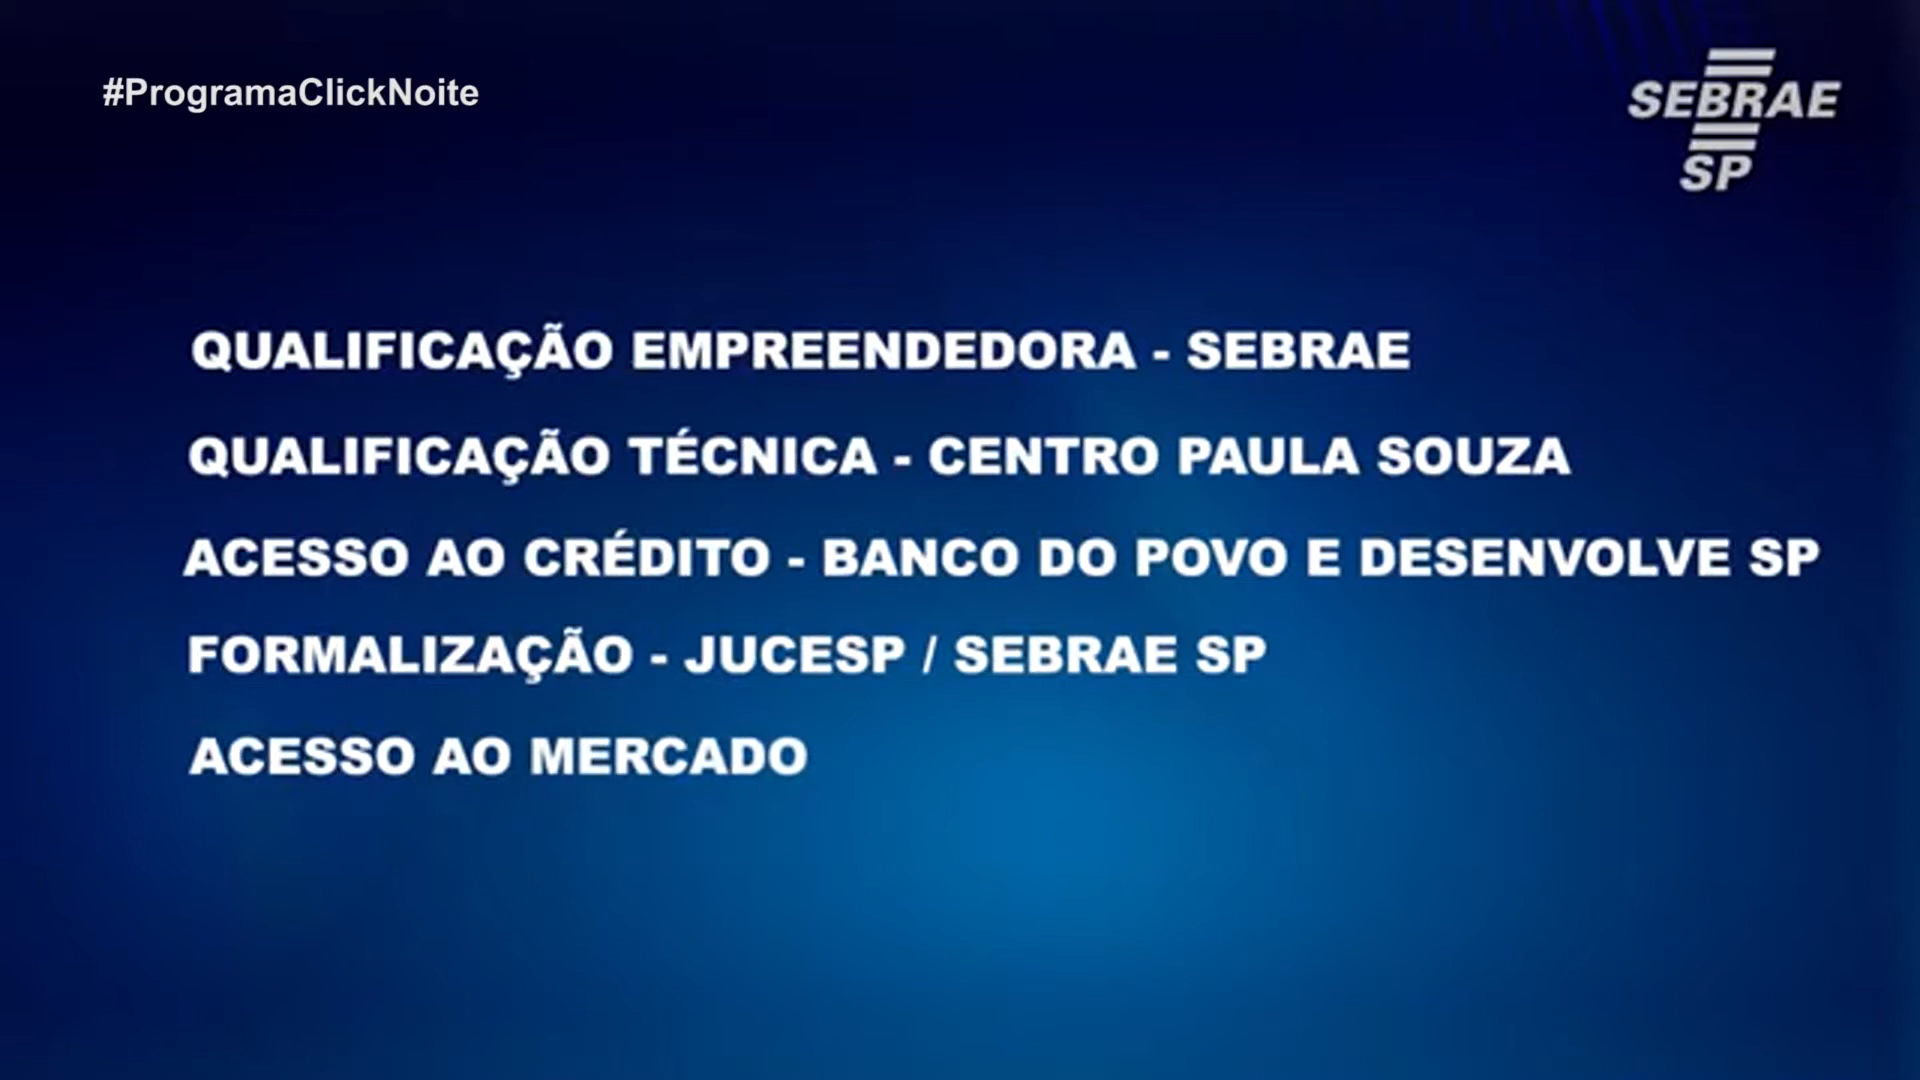 #ProgramaClickNoite
SEBRAE
SP
QUALIFICAÇÃO EMPREENDEDORA - SEBRAE
QUALIFICAÇÃO TÉCNICA - CENTRO PAULA SOUZA
ACESSO AO CRÉDITO - BANCO DO POVO E DESENVOLVE SP
FORMALIZAÇÃO - JUCESP / SEBRAE SP
ACESSO AO MERCADO